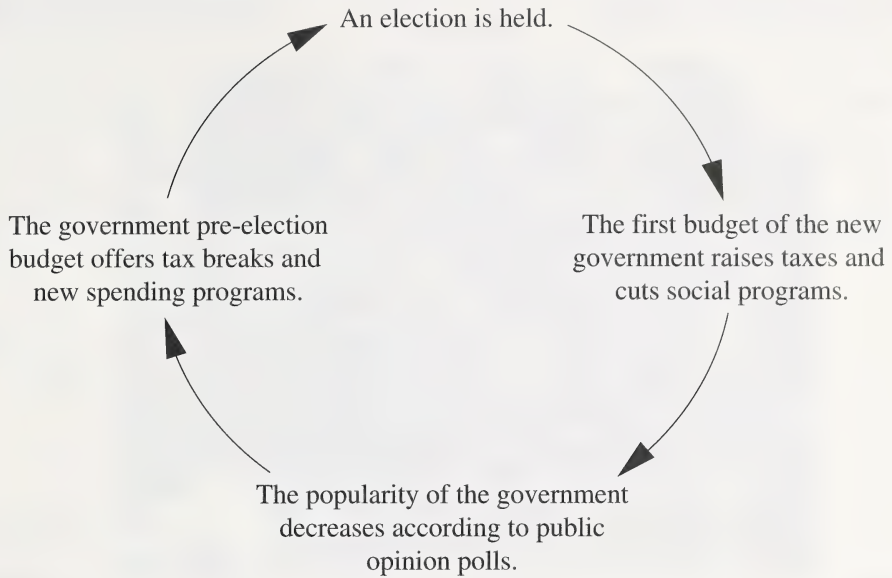 An election is held.
The first budget of the new
government raises taxes and
cuts social programs.
The popularity of the government
decreases according to public
opinion polls.
The government pre-election
budget offers tax breaks and
new spending programs.